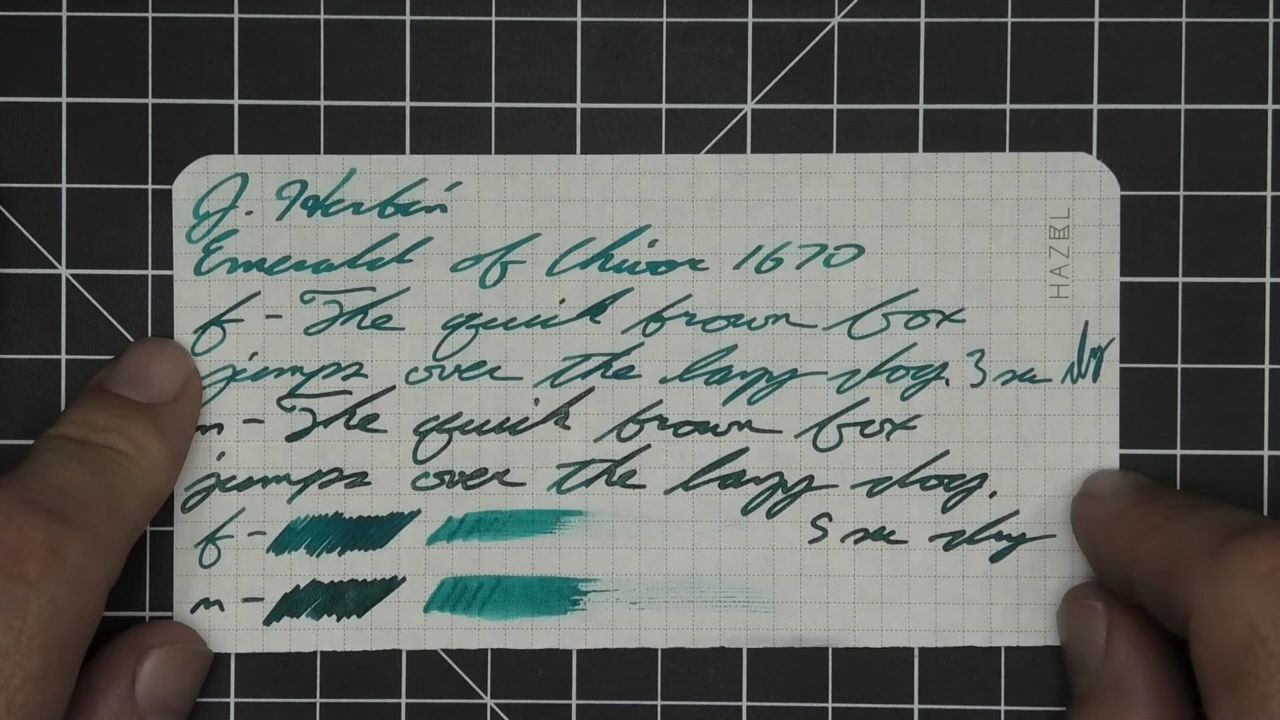 J. Herbin
Emerald of Chivor 1670
f - The quick brown fox
jumps over the lazy dog. 3 sec dry
m - The quick brown fox
jumps over the lazy dog.
5 sec dry
f -
m -
HAZEL